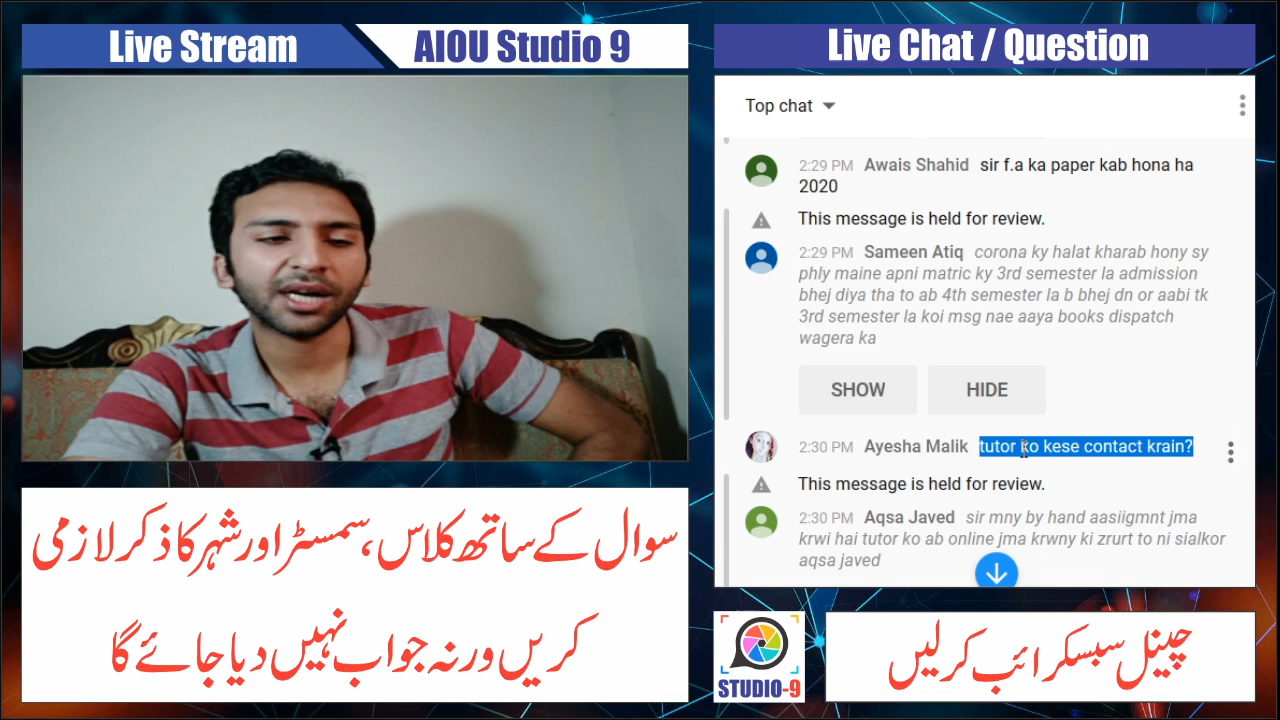 Live Stream
AIOU Studio 9
Live Chat / Question
Top chat
2:29 PM Awais Shahid sir f.a ka paper kab hona ha
2020
This message is held for review.
2:29 PM Sameen Atiq corona ky halat kharab hony sy
phly maine apni matric ky 3rd semester la admission
bhej diya tha to ab 4th semester la b bhej dn or aabi tk
3rd semester la koi msg nae aaya books dispatch
wagera ka
SHOW HIDE
2:30 PM Ayesha Malik tutor ko kese contact krain?
This message is held for review.
2:30 PM Aqsa Javed sir mny by hand aasiigmnt jma
krwi hai tutor ko ab online jma krwny ki zrurt to ni sialkor
aqsa javed
سوال کے ساتھ کلاس، سمسٹر اور شہر کا ذکر لازمی
کریں ورنہ جواب نہیں دیا جائے گا
STUDIO-9
چینل سبسکرائب کر لیں